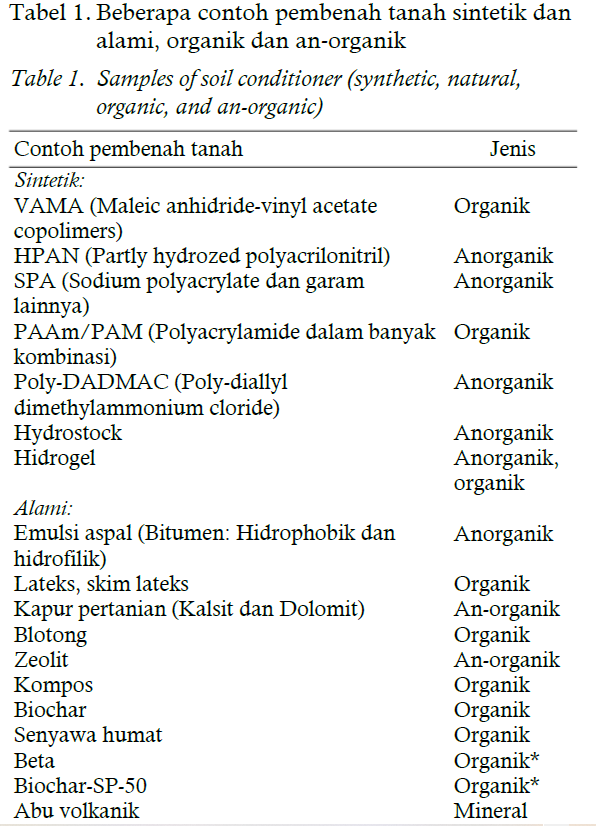 Tabel 1. Beberapa contoh pembenah tanah sintetik dan
alami, organik dan an-organik
Table 1. Samples of soil conditioner (synthetic, natural,
organic, and an-organic)
Contoh pembenah tanah Jenis
Sintetik:
VAMA (Maleic anhidride-vinyl acetate Organik
copolimers)
HPAN (Partly hydrozed polyacrilonitril) Anorganik
SPA (Sodium polyacrylate dan garam Anorganik
lainnya)
PAAm/PAM (Polyacrylamide dalam banyak Organik
kombinasi)
Poly-DADMAC (Poly-diallyl Anorganik
dimethylammonium cloride)
Hydrostock Anorganik
Hidrogel Anorganik,
organik
Alami:
Emulsi aspal (Bitumen: Hidrophobik dan Anorganik
hidrofilik)
Lateks, skim lateks Organik
Kapur pertanian (Kalsit dan Dolomit) An-organik
Blotong Organik
Zeolit An-organik
Kompos Organik
Biochar Organik
Senyawa humat Organik
Beta Organik*
Biochar-SP-50 Organik*
Abu volkanik Mineral